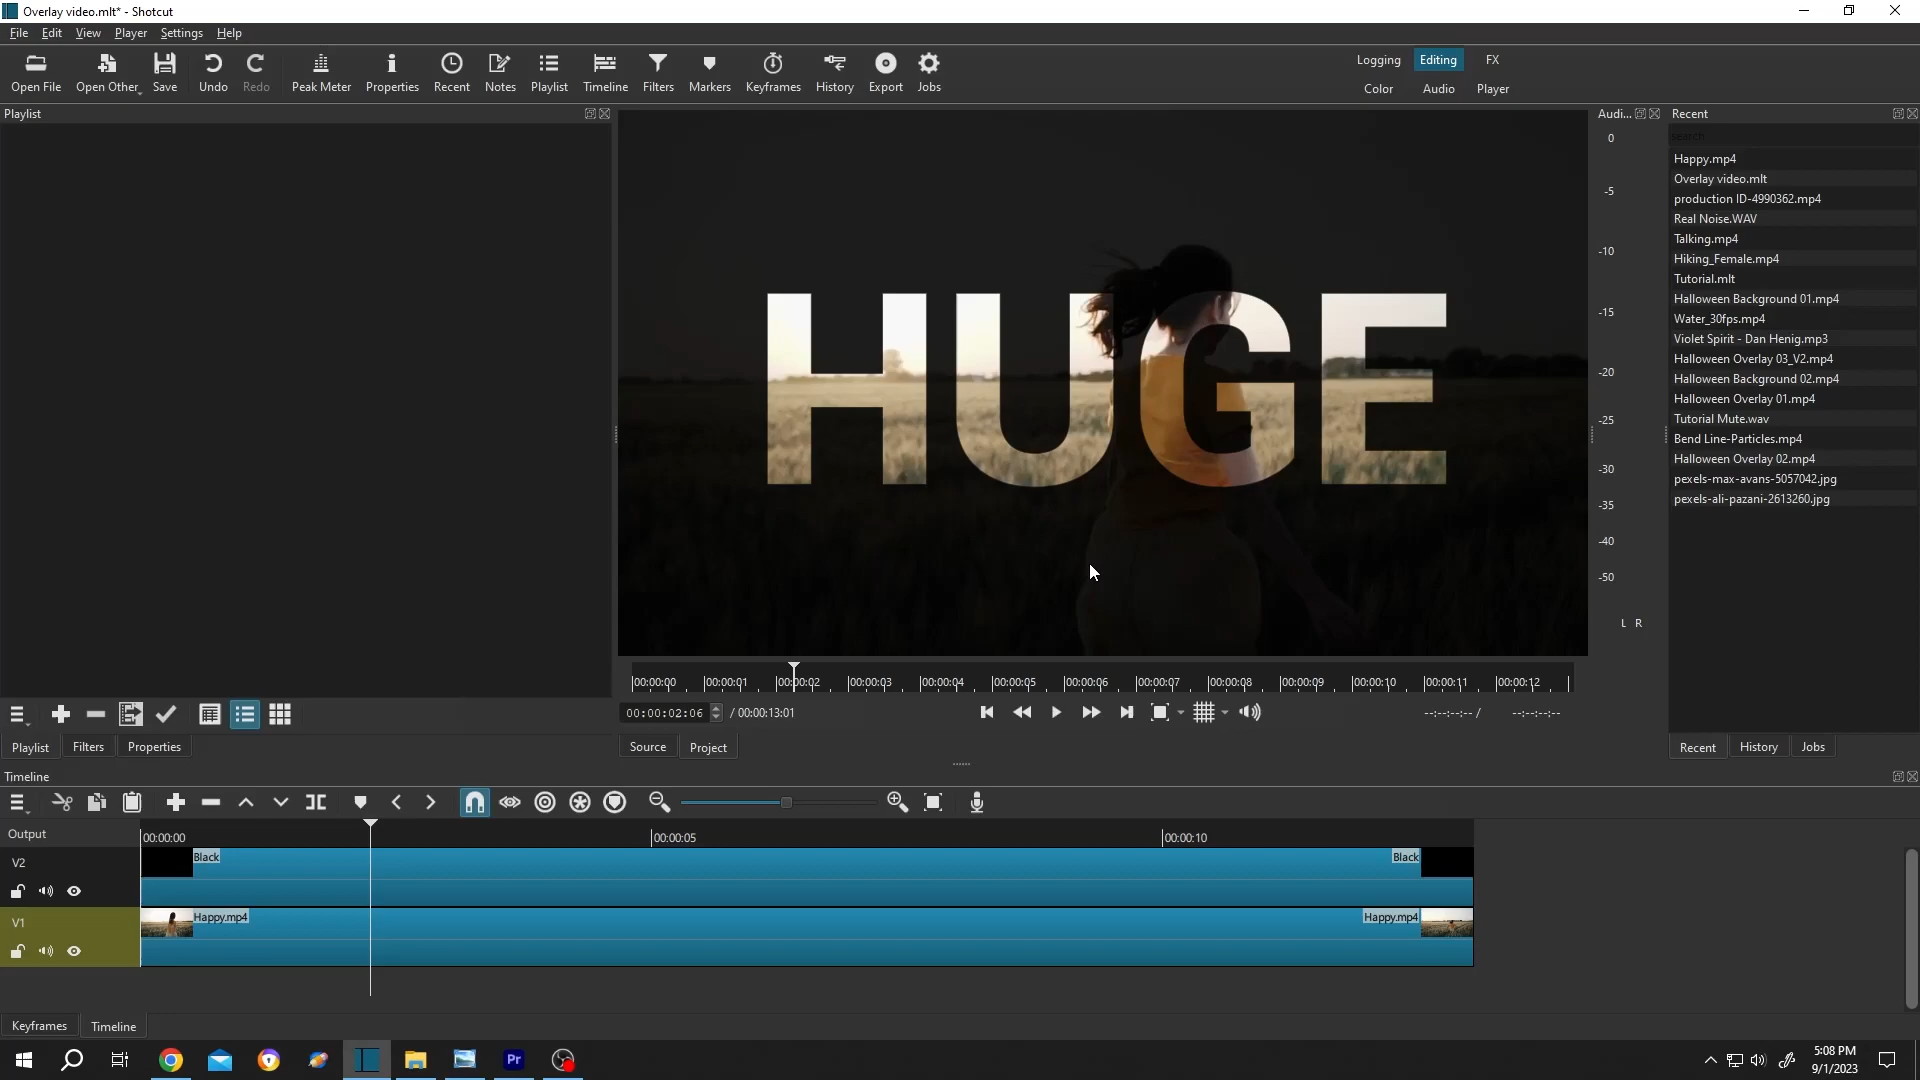 Overlay video.mlt* - Shotcut
File Edit View Player Settings Help
Open File Open Other Save Undo Redo Peak Meter Properties Recent Notes Playlist Timeline Filters Markers Keyframes History Export Jobs
Logging Editing FX
Color Audio Player
Playlist
Audi...
Recent
search
0
-5
-10
-15
-20
-25
-30
-35
-40
-50
L R
HUGE
Happy.mp4
Overlay video.mlt
production ID-4990362.mp4
Real Noise.WAV
Talking.mp4
Hiking_Female.mp4
Tutorial.mlt
Halloween Background 01.mp4
Water_30fps.mp4
Violet Spirit - Dan Henig.mp3
Halloween Overlay 03_V2.mp4
Halloween Background 02.mp4
Halloween Overlay 01.mp4
Tutorial Mute.wav
Bend Line-Particles.mp4
Halloween Overlay 02.mp4
pexels-max-avans-5057042.jpg
pexels-ali-pazani-2613260.jpg
00:00:00 00:00:01 00:00:02 00:00:03 00:00:04 00:00:05 00:00:06 00:00:07 00:00:08 00:00:09 00:00:10 00:00:11 00:00:12
00:00:02:06 / 00:00:13:01
--:--:--:-- / --:--:--:--
Playlist Filters Properties
Source Project
Recent History Jobs
Timeline
Output
00:00:00 00:00:05 00:00:10
V2
Black Black
V1
Happy.mp4 Happy.mp4
Keyframes Timeline
Pr
5:08 PM
9/1/2023